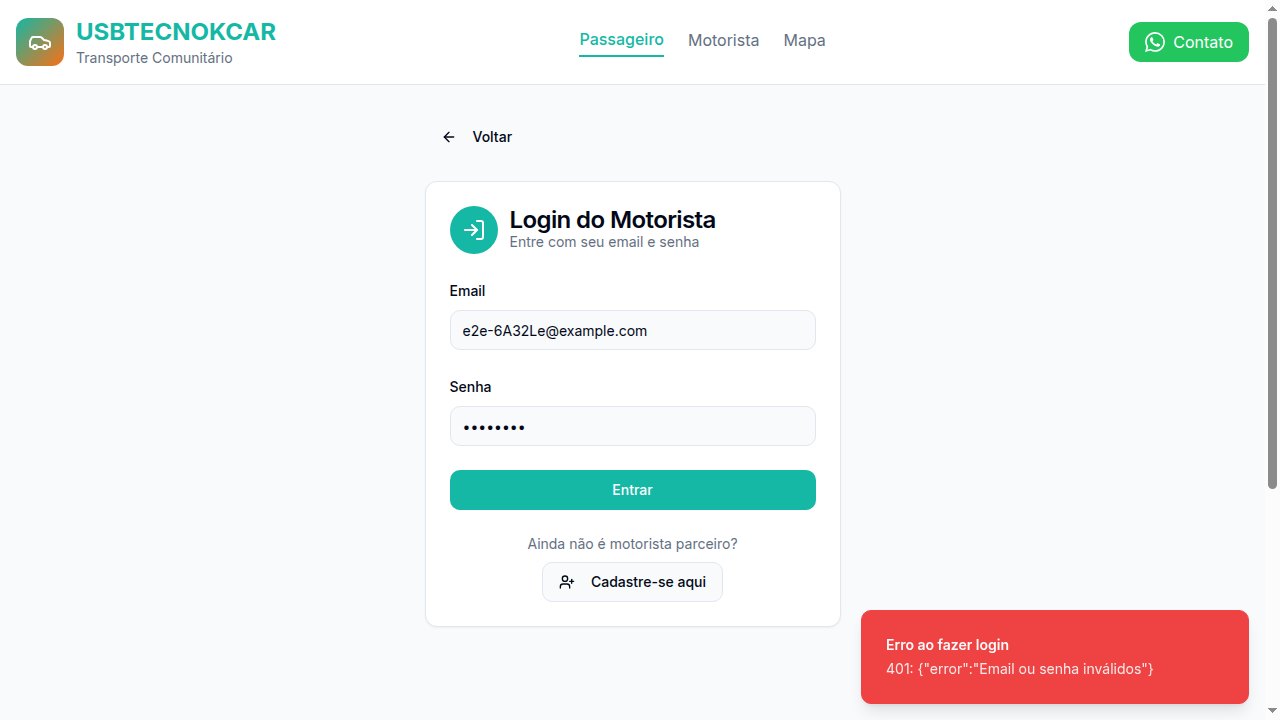 USBTECNOKCAR
Transporte Comunitário
Passageiro
Motorista
Mapa
Contato
Voltar
Login do Motorista
Entre com seu email e senha
Email
e2e-6A32Le@example.com
Senha
••••••••
Entrar
Ainda não é motorista parceiro?
Cadastre-se aqui
Erro ao fazer login
401: {"error":"Email ou senha inválidos"}